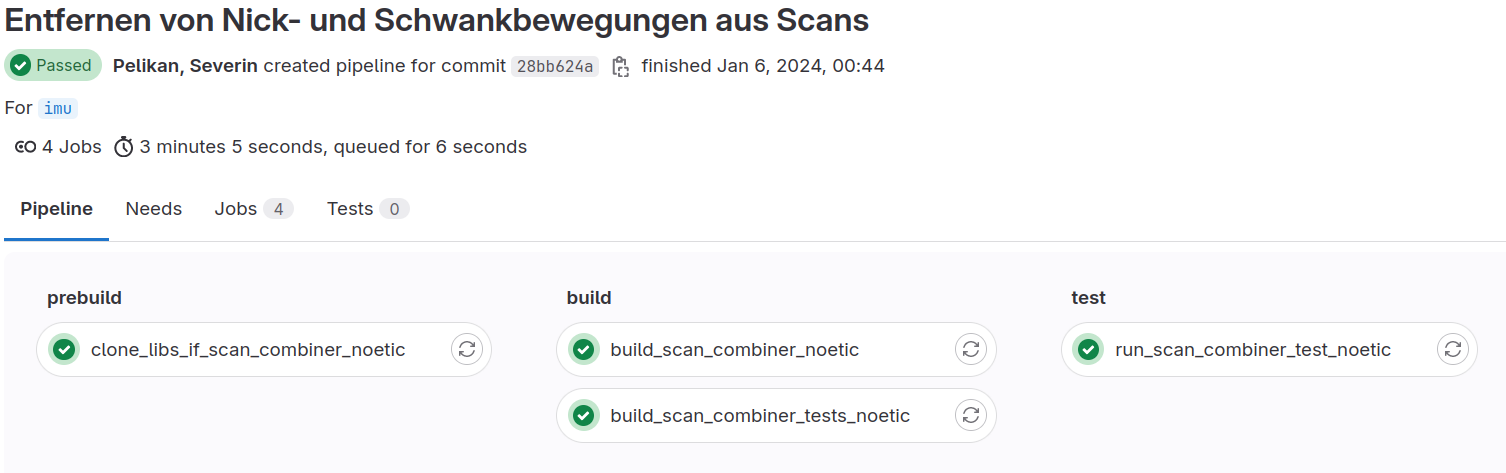 Entfernen von Nick- und Schwankbewegungen aus Scans
Passed Pelikan, Severin created pipeline for commit 28bb624a finished Jan 6, 2024, 00:44
For imu
4 Jobs 3 minutes 5 seconds, queued for 6 seconds
Pipeline Needs Jobs 4 Tests 0
prebuild build test
clone_libs_if_scan_combiner_noetic build_scan_combiner_noetic run_scan_combiner_test_noetic
build_scan_combiner_tests_noetic